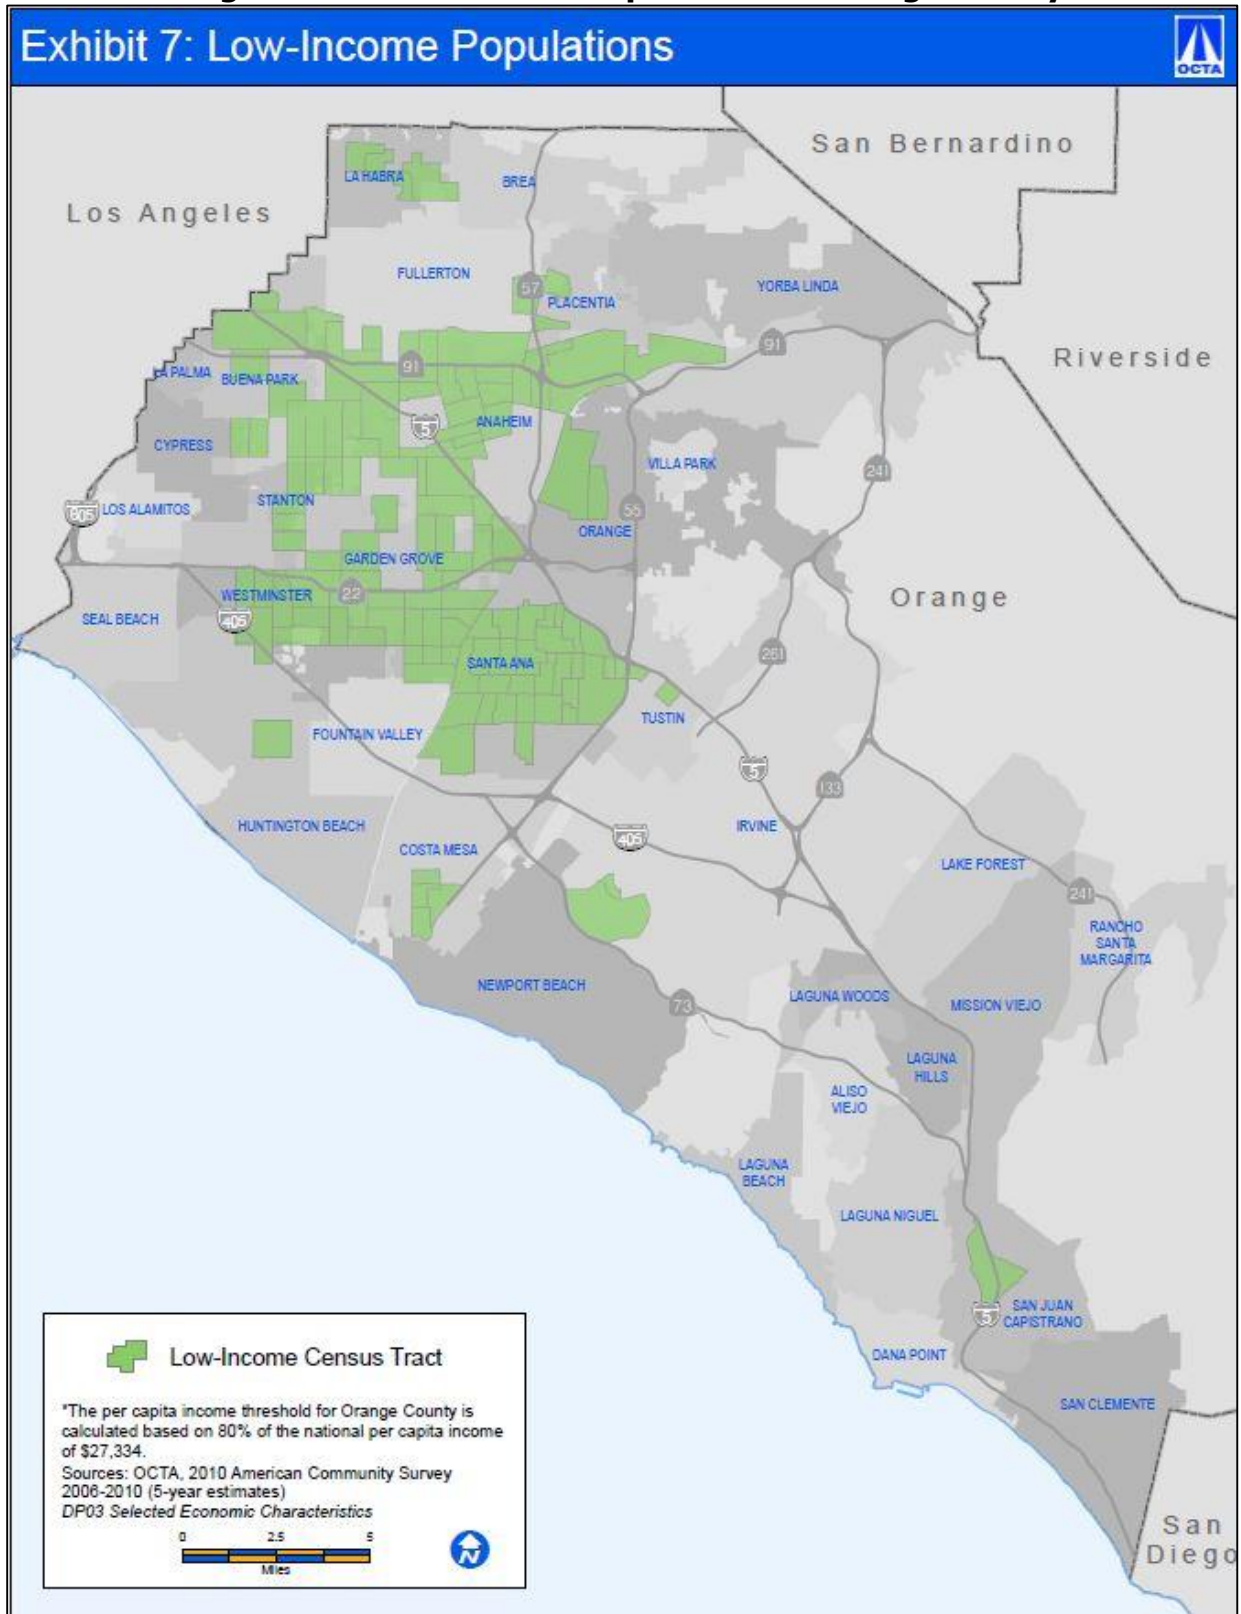 Exhibit 7: Low-Income Populations
OCTA
San Bernardino
Los Angeles
LA HABRA
BREA
FULLERTON
57
PLACENTIA
YORBA LINDA
91
Riverside
LA PALMA
BUENA PARK
91
ANAHEIM
5
CYPRESS
VILLA PARK
241
STANTON
LOS ALAMITOS
605
55
ORANGE
GARDEN GROVE
Orange
WESTMINSTER
22
SEAL BEACH
405
261
SANTA ANA
TUSTIN
FOUNTAIN VALLEY
5
133
HUNTINGTON BEACH
IRVINE
405
COSTA MESA
LAKE FOREST
241
RANCHO
SANTA
MARGARITA
NEWPORT BEACH
LAGUNA WOODS
MISSION VIEJO
73
LAGUNA
HILLS
ALISO
VIEJO
LAGUNA
BEACH
LAGUNA NIGUEL
5
SAN JUAN
CAPISTRANO
DANA POINT
SAN CLEMENTE
San
Diego
Low-Income Census Tract
*The per capita income threshold for Orange County is
calculated based on 80% of the national per capita income
of $27,334.
Sources: OCTA, 2010 American Community Survey
2006-2010 (5-year estimates)
DP03 Selected Economic Characteristics
0 2.5 5
Miles
N